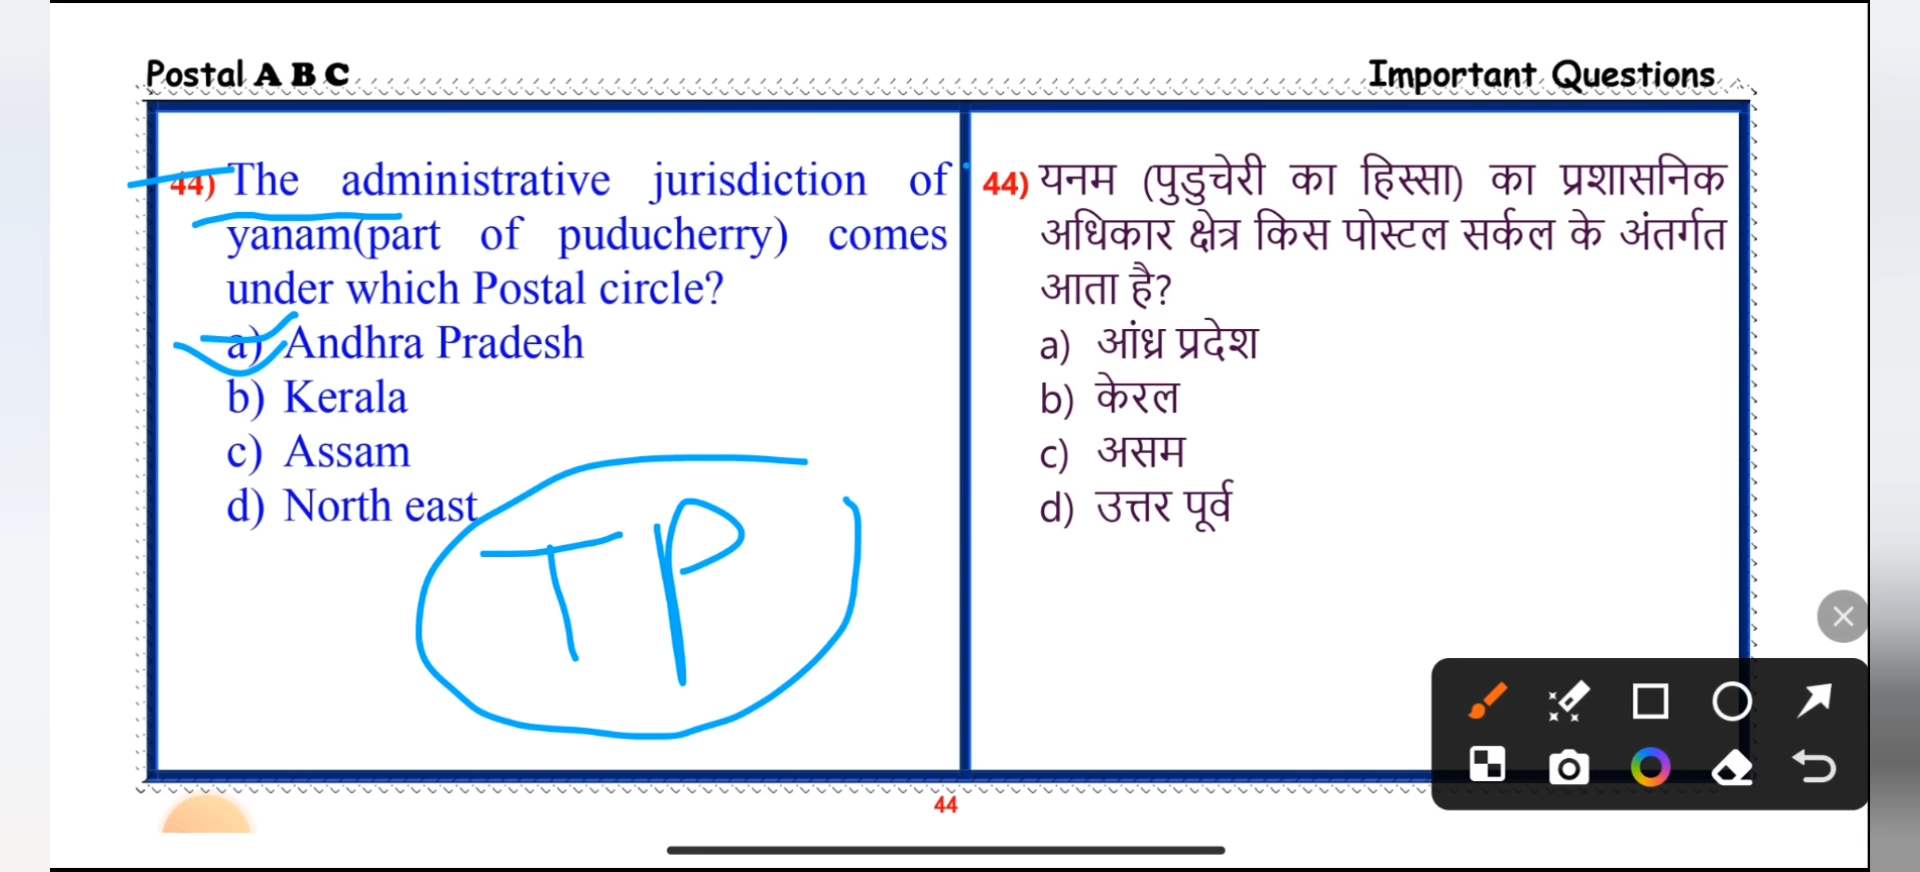 Postal A B C
Important Questions
44) The administrative jurisdiction of
yanam(part of puducherry) comes
under which Postal circle?
a) Andhra Pradesh
b) Kerala
c) Assam
d) North east
TP
44) यनम (पुडुचेरी का हिस्सा) का प्रशासनिक
अधिकार क्षेत्र किस पोस्टल सर्कल के अंतर्गत
आता है?
a) आंध्र प्रदेश
b) केरल
c) असम
d) उत्तर पूर्व
44